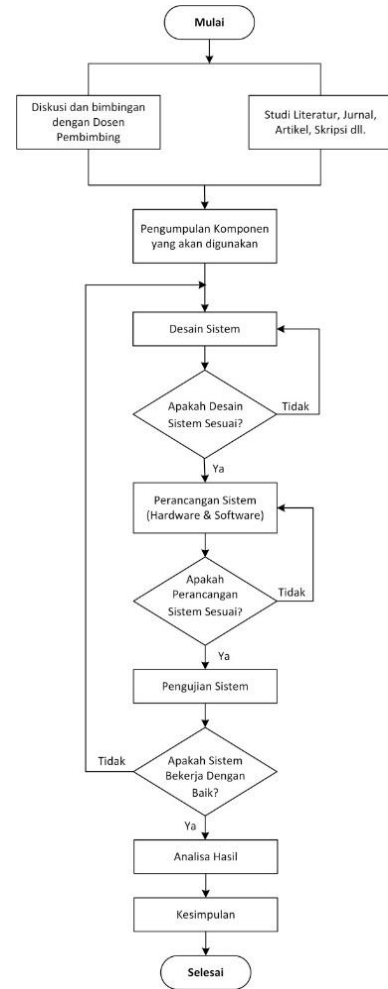 Mulai
Diskusi dan bimbingan
dengan Dosen
Pembimbing
Studi Literatur, Jurnal,
Artikel, Skripsi dll.
Pengumpulan Komponen
yang akan digunakan
Desain Sistem
Apakah Desain
Sistem Sesuai?
Tidak
Ya
Perancangan Sistem
(Hardware & Software)
Apakah
Perancangan
Sistem Sesuai?
Tidak
Ya
Pengujian Sistem
Tidak
Apakah Sistem
Bekerja Dengan
Baik?
Ya
Analisa Hasil
Kesimpulan
Selesai